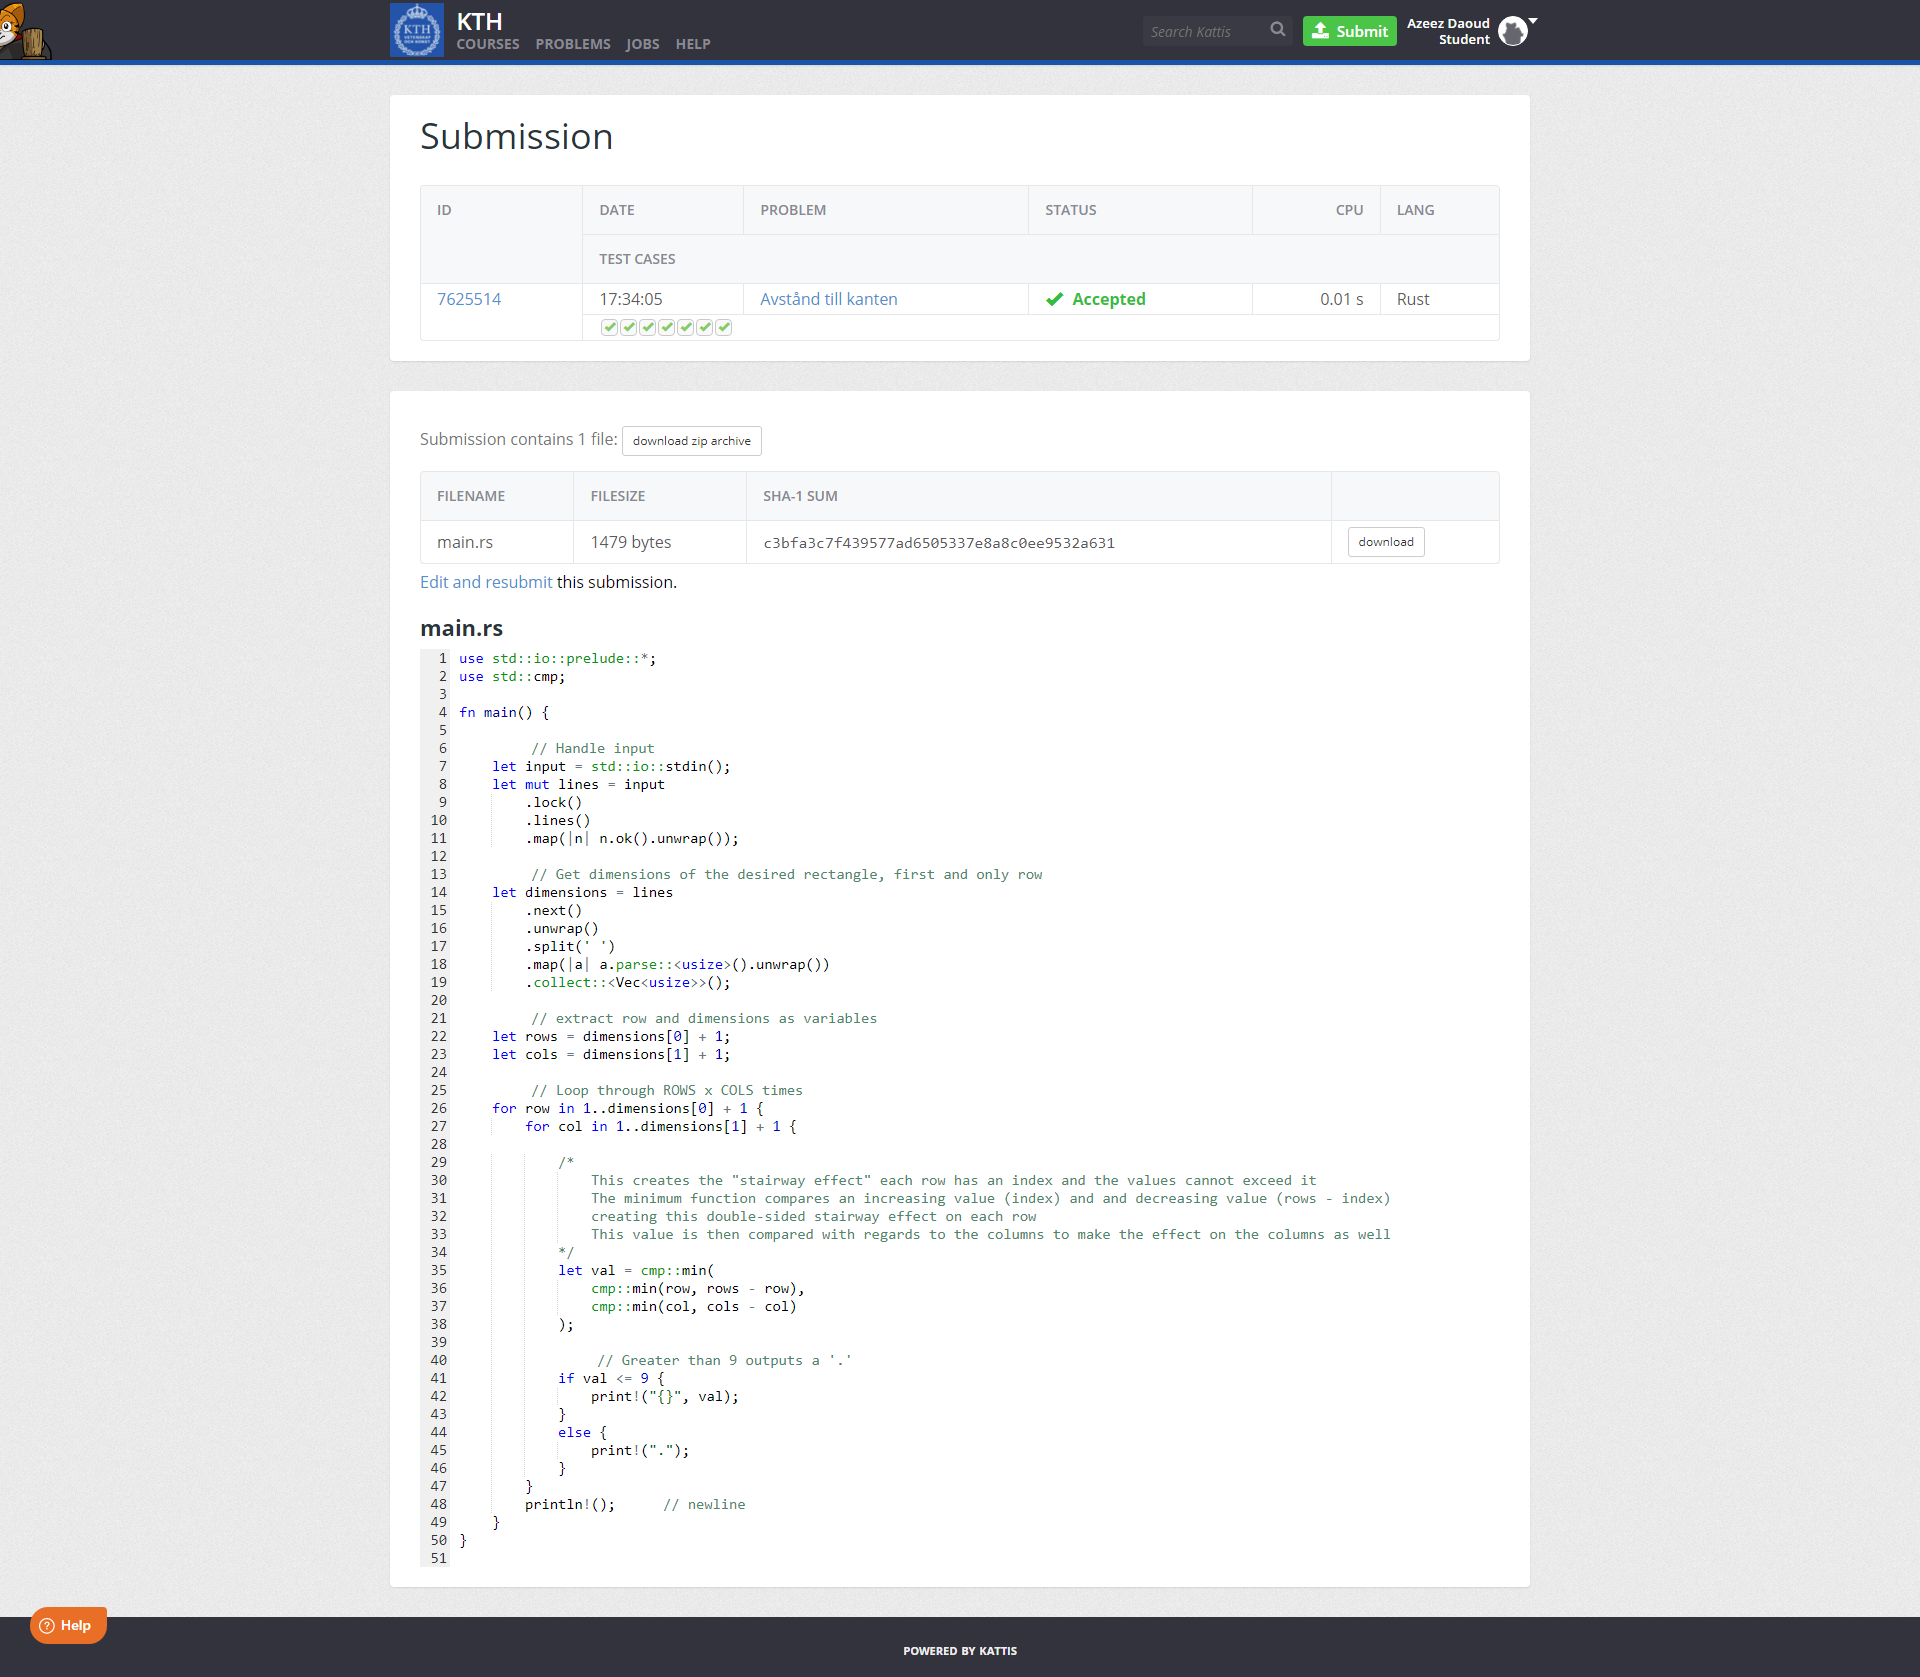 KTH
COURSES PROBLEMS JOBS HELP
Search Kattis
Submit
Azeez Daoud
Student
Submission
ID DATE PROBLEM STATUS CPU LANG
TEST CASES
7625514 17:34:05 Avstånd till kanten Accepted 0.01 s Rust
Submission contains 1 file: download zip archive
FILENAME FILESIZE SHA-1 SUM
main.rs 1479 bytes c3bfa3c7f439577ad6505337e8a8c0ee9532a631 download
Edit and resubmit this submission.
main.rs
1 use std::io::prelude::*;
2 use std::cmp;
3
4 fn main() {
5
6 // Handle input
7 let input = std::io::stdin();
8 let mut lines = input
9 .lock()
10 .lines()
11 .map(|n| n.ok().unwrap());
12
13 // Get dimensions of the desired rectangle, first and only row
14 let dimensions = lines
15 .next()
16 .unwrap()
17 .split(' ')
18 .map(|a| a.parse::<usize>().unwrap())
19 .collect::<Vec<usize>>();
20
21 // extract row and dimensions as variables
22 let rows = dimensions[0] + 1;
23 let cols = dimensions[1] + 1;
24
25 // Loop through ROWS x COLS times
26 for row in 1..dimensions[0] + 1 {
27 for col in 1..dimensions[1] + 1 {
28
29 /*
30 This creates the "stairway effect" each row has an index and the values cannot exceed it
31 The minimum function compares an increasing value (index) and and decreasing value (rows - index)
32 creating this double-sided stairway effect on each row
33 This value is then compared with regards to the columns to make the effect on the columns as well
34 */
35 let val = cmp::min(
36 cmp::min(row, rows - row),
37 cmp::min(col, cols - col)
38 );
39
40 // Greater than 9 outputs a '.'
41 if val <= 9 {
42 print!("{}", val);
43 }
44 else {
45 print!(".");
46 }
47 }
48 println!(); // newline
49 }
50 }
51
Help
POWERED BY KATTIS